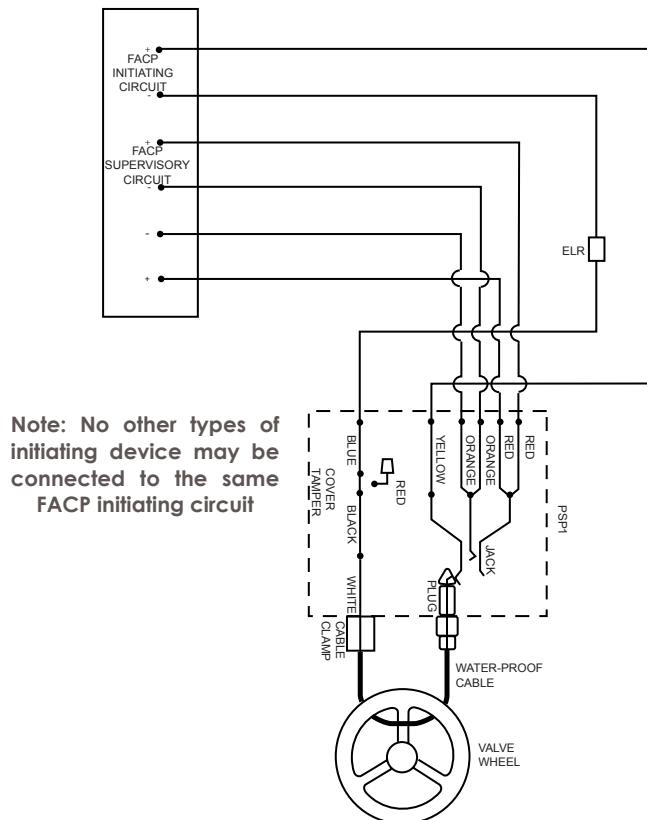 +
FACP
INITIATING
CIRCUIT
-
+
FACP
SUPERVISORY
CIRCUIT
-
-
+
ELR
Note: No other types of
initiating device may be
connected to the same
FACP initiating circuit
BLUE
COVER
TAMPER
RED
BLACK
WHITE
CABLE
CLAMP
YELLOW
ORANGE
ORANGE
RED
RED
PSP1
JACK
PLUG
WATER-PROOF
CABLE
VALVE
WHEEL